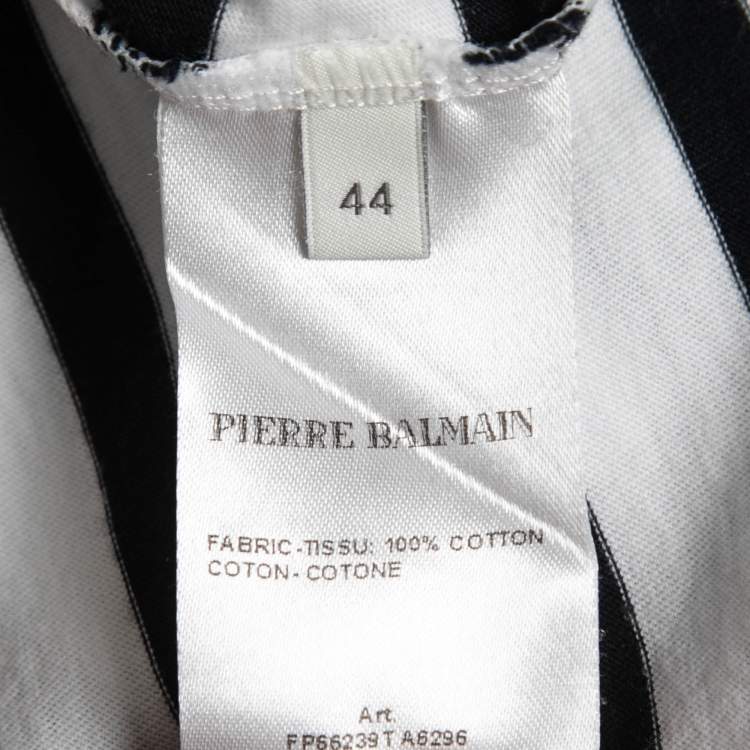 44
PIERRE BALMAIN
FABRIC-TISSU: 100% COTTON
COTON-COTONE
Art.
FP66239T A6296